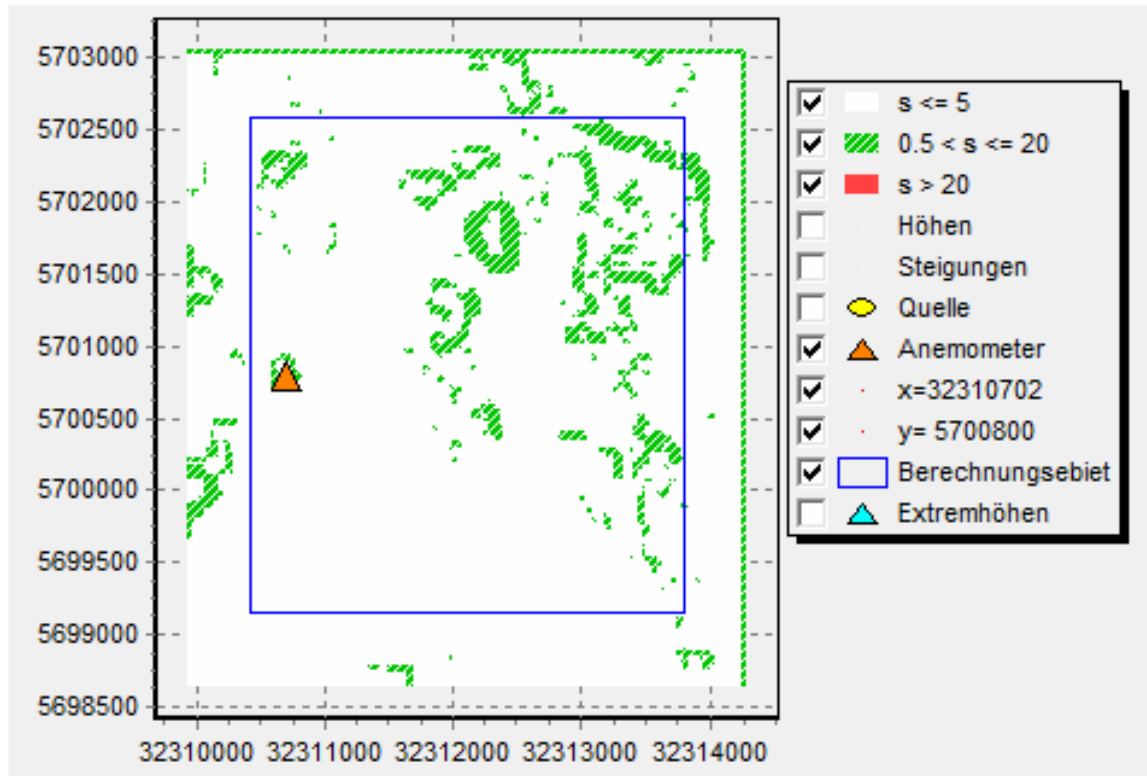 5703000
5702500
5702000
5701500
5701000
5700500
5700000
5699500
5699000
5698500
32310000 32311000 32312000 32313000 32314000
s <= 5
0.5 < s <= 20
s > 20
Höhen
Steigungen
Quelle
Anemometer
x=32310702
y= 5700800
Berechnungsebiet
Extremhöhen